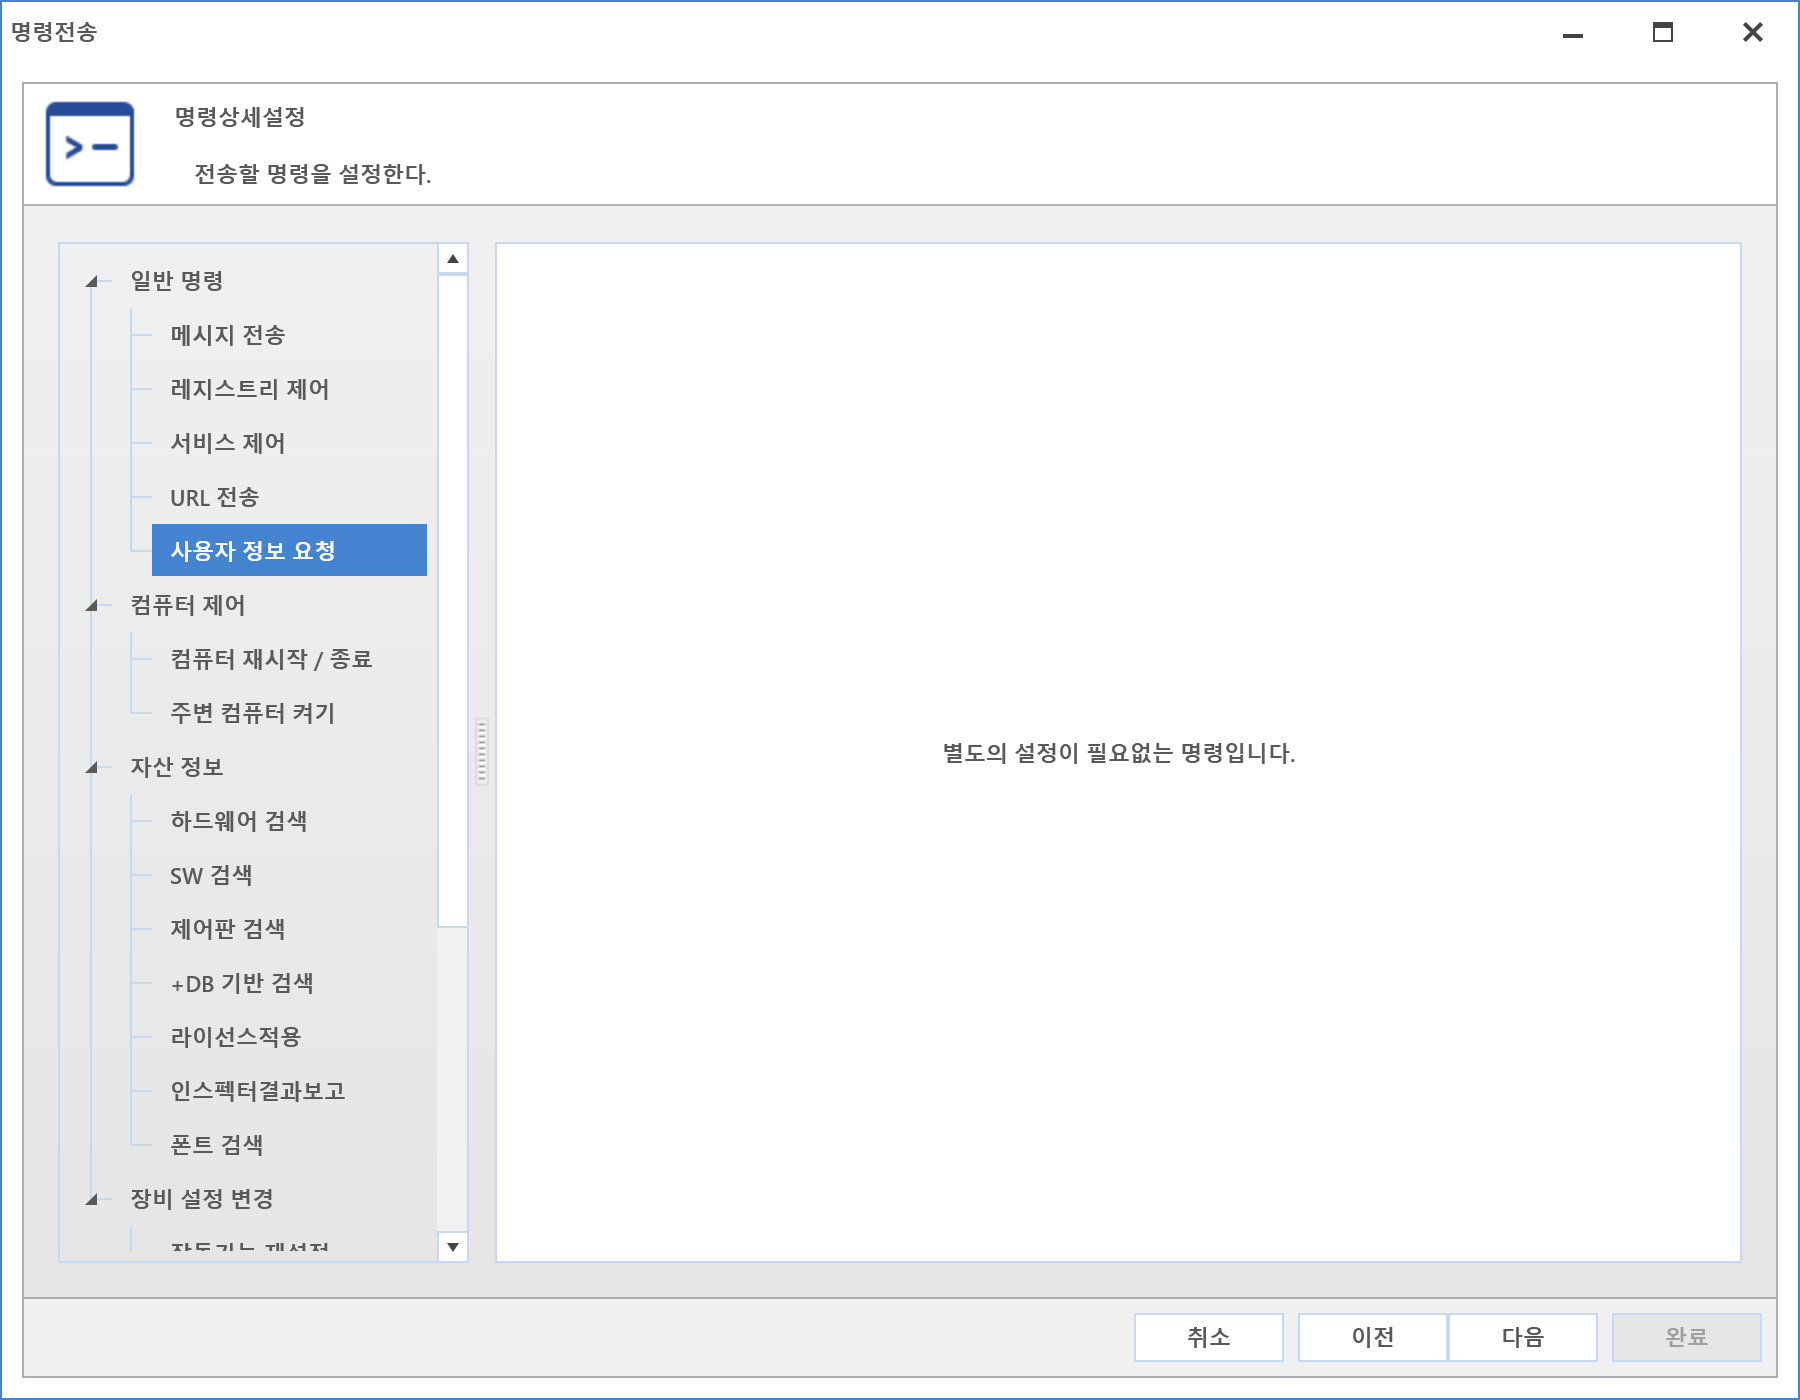 명령전송
명령상세설정
전송할 명령을 설정한다.
일반 명령
메시지 전송
레지스트리 제어
서비스 제어
URL 전송
사용자 정보 요청
컴퓨터 제어
컴퓨터 재시작 / 종료
주변 컴퓨터 켜기
자산 정보
하드웨어 검색
SW 검색
제어판 검색
+DB 기반 검색
라이선스적용
인스펙터결과보고
폰트 검색
장비 설정 변경
별도의 설정이 필요없는 명령입니다.
취소
이전
다음
완료